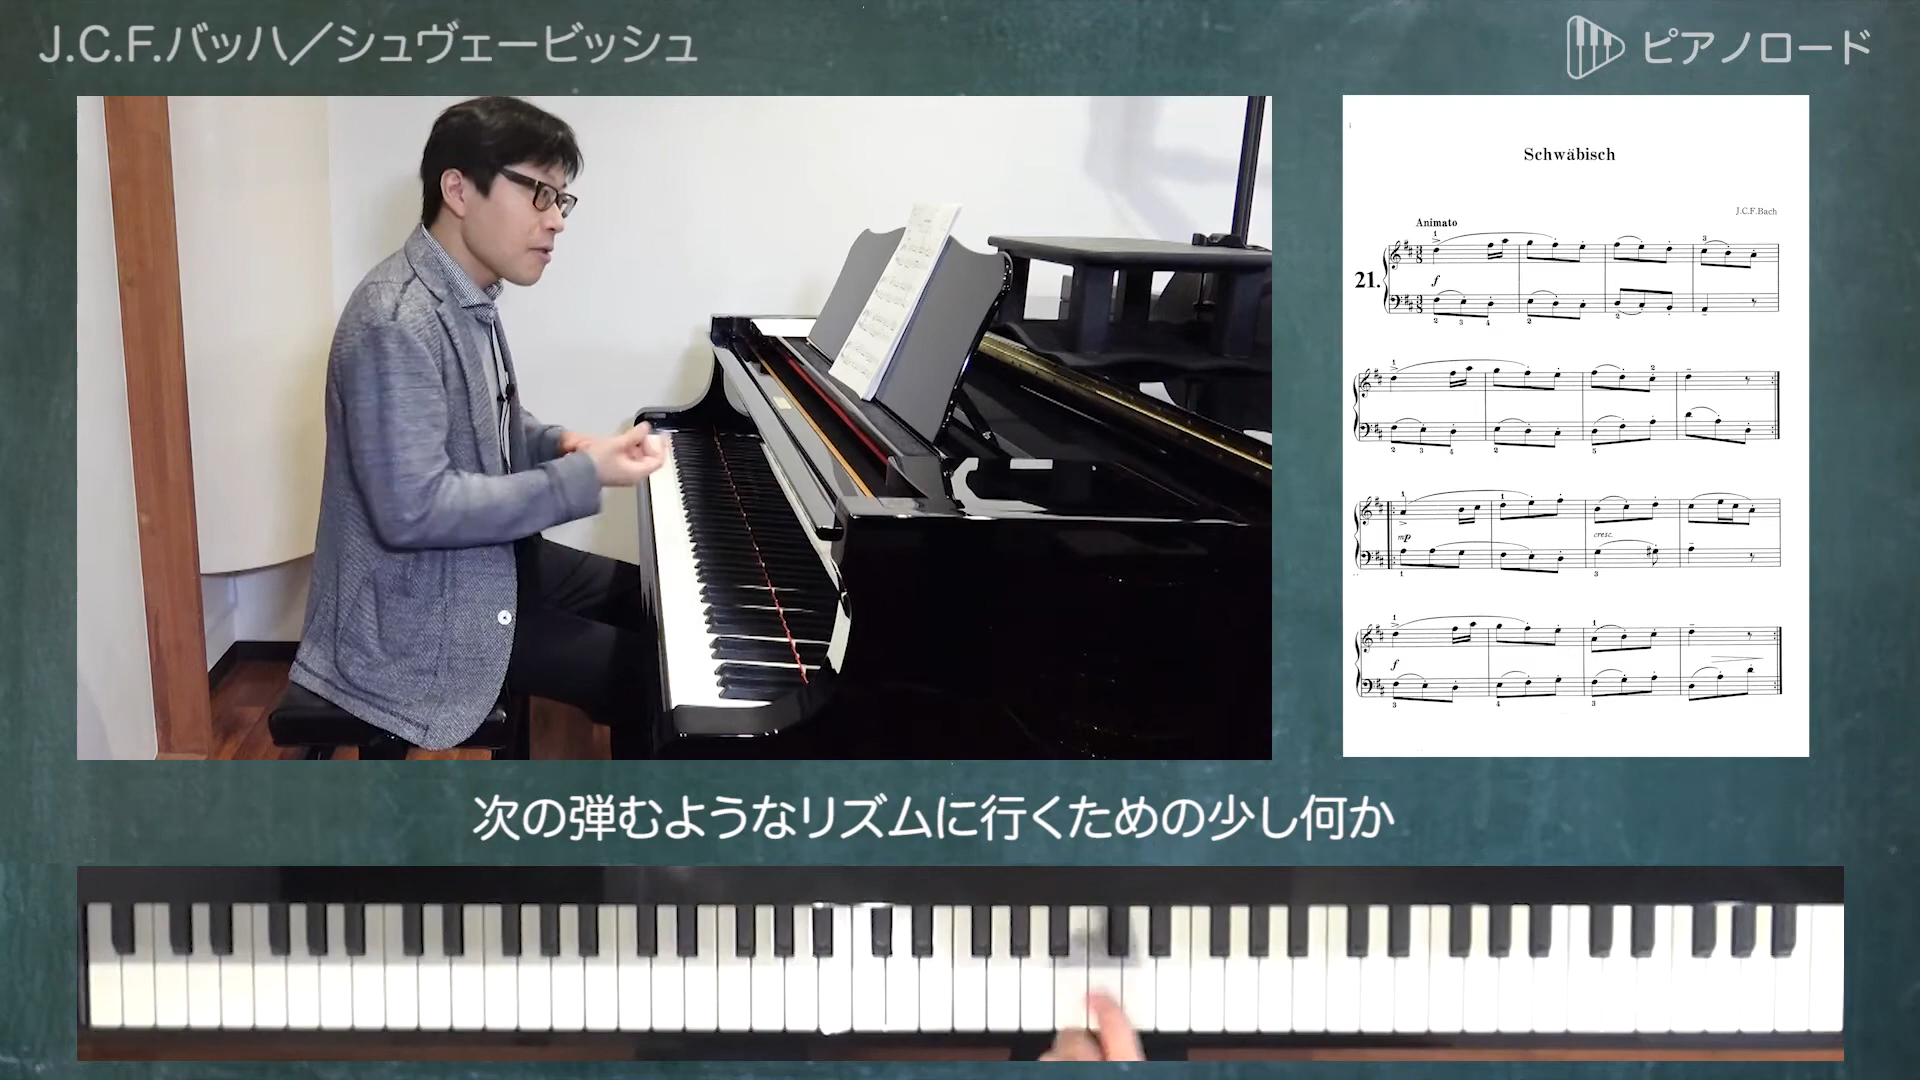 J.C.F.バッハ／シュヴェービッシュ
ピアノロード
Schwäbisch
J.C.F.Bach
Animato
21.
f
mp
cresc.
f
次の弾むようなリズムに行くための少し何か